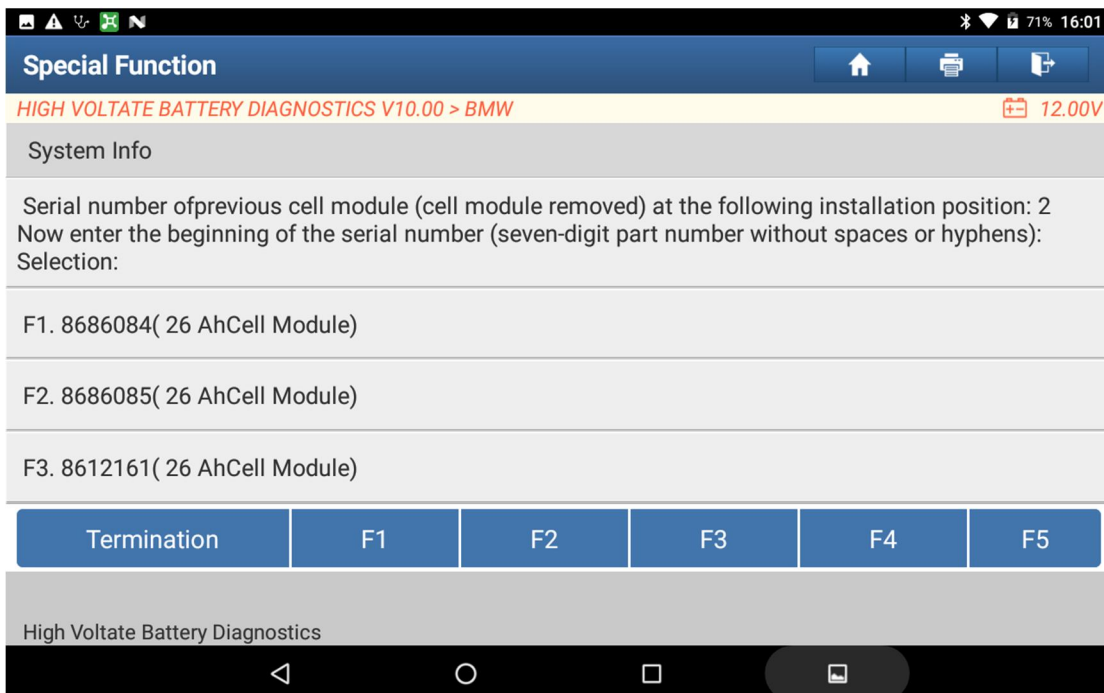 71% 16:01
Special Function
HIGH VOLTATE BATTERY DIAGNOSTICS V10.00 > BMW
12.00V
System Info
Serial number ofprevious cell module (cell module removed) at the following installation position: 2
Now enter the beginning of the serial number (seven-digit part number without spaces or hyphens):
Selection:
F1. 8686084( 26 AhCell Module)
F2. 8686085( 26 AhCell Module)
F3. 8612161( 26 AhCell Module)
Termination F1 F2 F3 F4 F5
High Voltate Battery Diagnostics